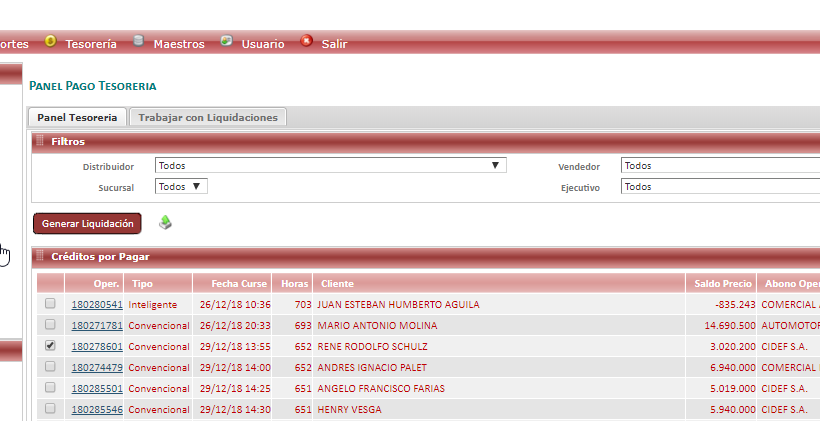 ortes Tesorería Maestros Usuario Salir
PANEL PAGO TESORERIA
Panel Tesoreria Trabajar con Liquidaciones
Filtros
Distribuidor Todos Vendedor Todos
Sucursal Todos Ejecutivo Todos
Generar Liquidación
Créditos por Pagar
Oper. Tipo Fecha Curse Horas Cliente Saldo Precio Abono Oper
180280541 Inteligente 26/12/18 10:36 703 JUAN ESTEBAN HUMBERTO AGUILA -835.243 COMERCIAL
180271781 Convencional 26/12/18 20:33 693 MARIO ANTONIO MOLINA 14.690.500 AUTOMOTOR
180278601 Convencional 29/12/18 13:55 652 RENE RODOLFO SCHULZ 3.020.200 CIDEF S.A.
180274479 Convencional 29/12/18 14:00 652 ANDRES IGNACIO PALET 6.940.000 COMERCIAL
180285501 Convencional 29/12/18 14:25 651 ANGELO FRANCISCO FARIAS 5.019.000 CIDEF S.A.
180285546 Convencional 29/12/18 14:30 651 HENRY VESGA 5.940.000 CIDEF S.A.